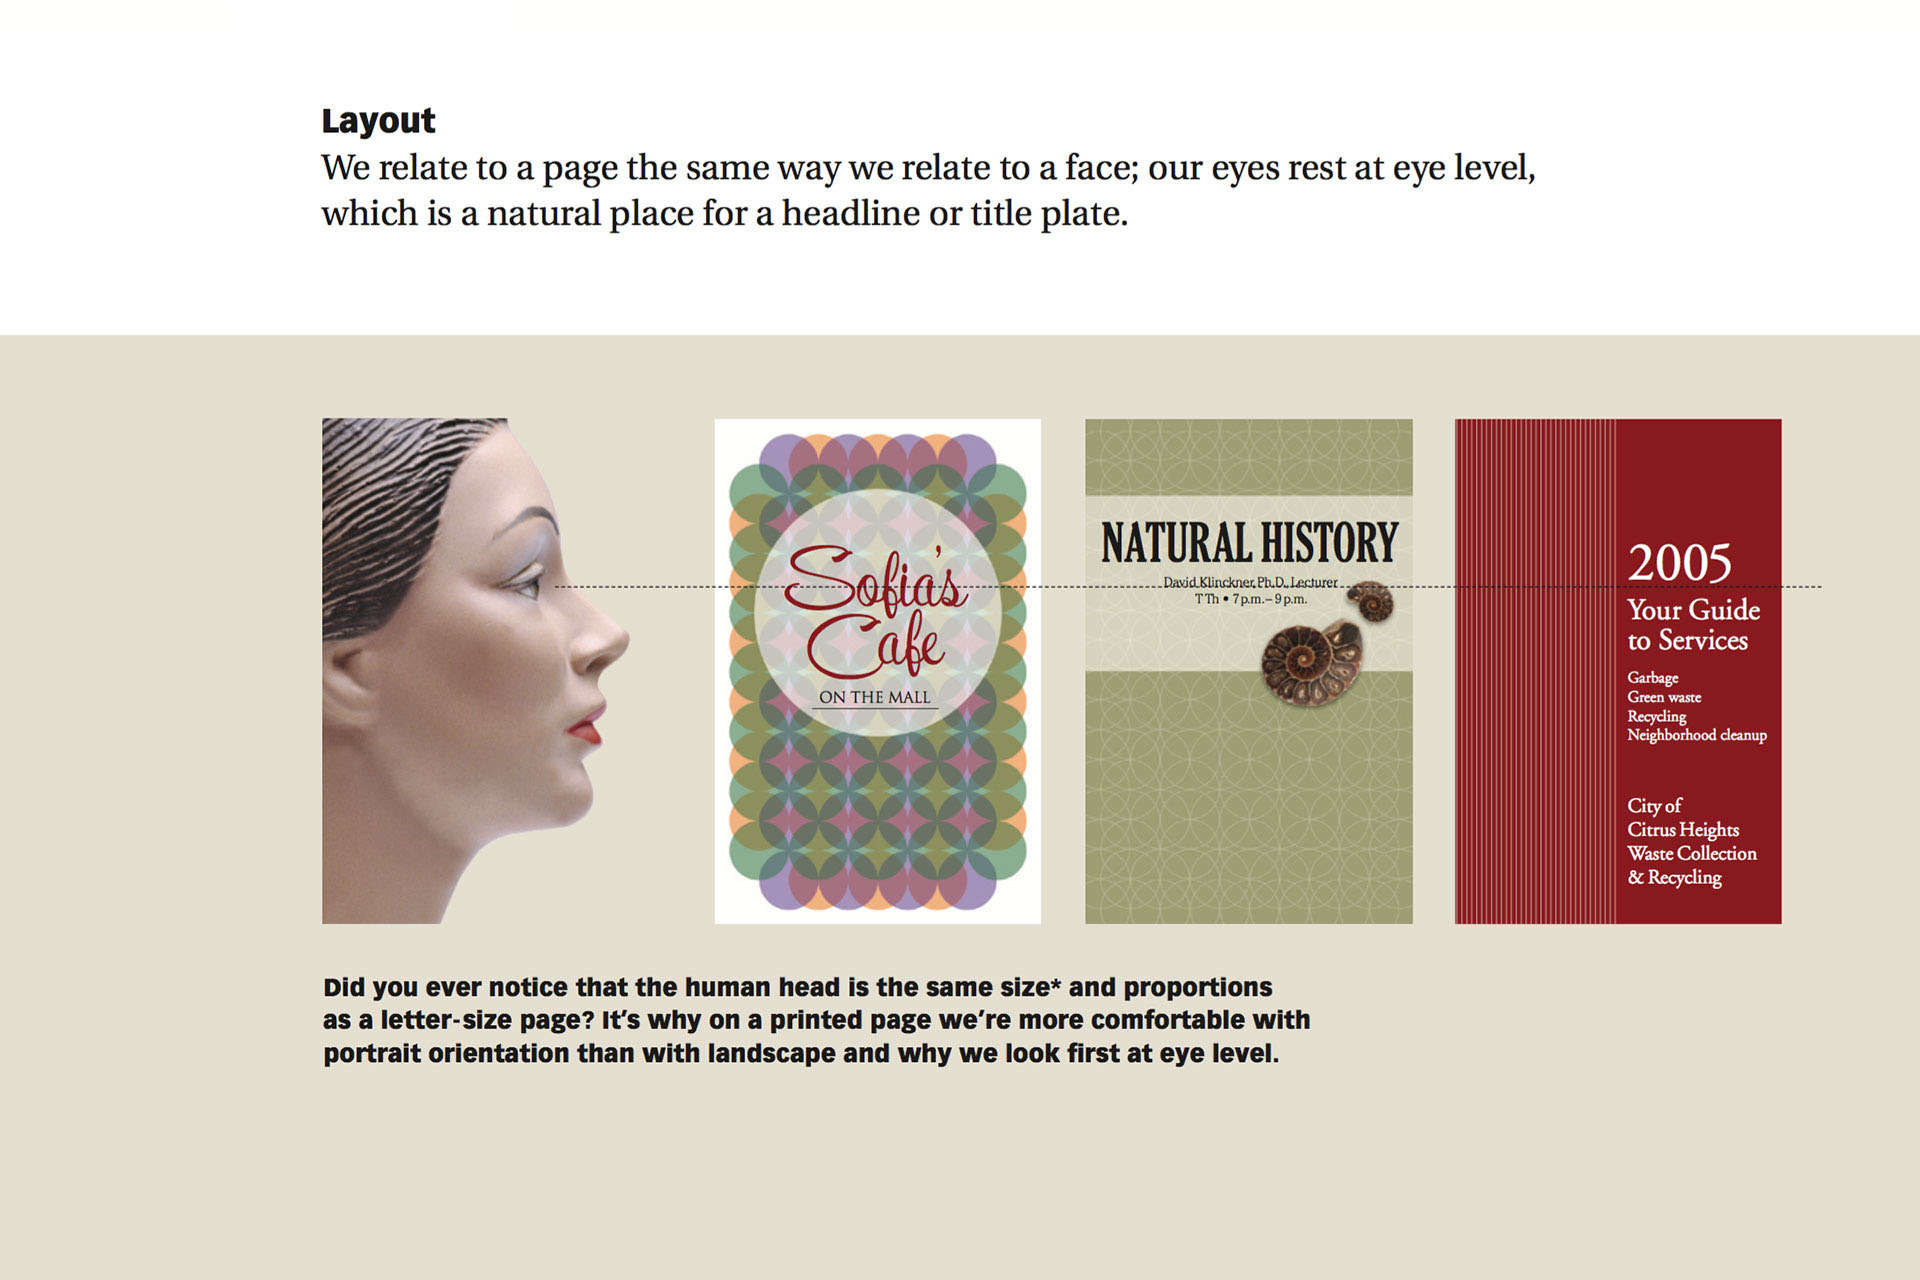 Layout
We relate to a page the same way we relate to a face; our eyes rest at eye level,
which is a natural place for a headline or title plate.
Sofia's
Cafe
ON THE MALL
NATURAL HISTORY
David Klinckner, Ph.D., Lecturer
T Th • 7 p.m. – 9 p.m.
2005
Your Guide
to Services
Garbage
Green waste
Recycling
Neighborhood cleanup
City of
Citrus Heights
Waste Collection
& Recycling
Did you ever notice that the human head is the same size* and proportions
as a letter-size page? It's why on a printed page we're more comfortable with
portrait orientation than with landscape and why we look first at eye level.